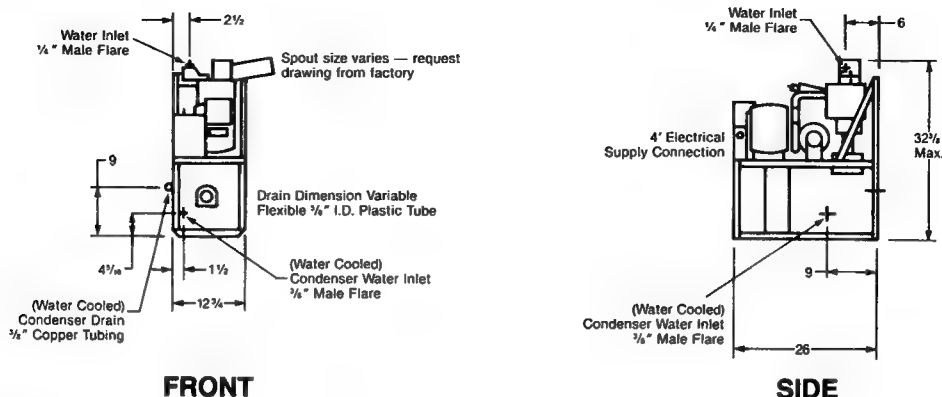 2½
Water Inlet
¼" Male Flare
Spout size varies — request
drawing from factory
9
Drain Dimension Variable
Flexible ⅜" I.D. Plastic Tube
4³⁄₁₆
1½
(Water Cooled)
Condenser Water Inlet
⅜" Male Flare
12¾
(Water Cooled)
Condenser Drain
⅜" Copper Tubing
FRONT
Water Inlet
¼" Male Flare
6
4' Electrical
Supply Connection
32⅜
Max.
9
(Water Cooled)
Condenser Water Inlet
⅜" Male Flare
26
SIDE